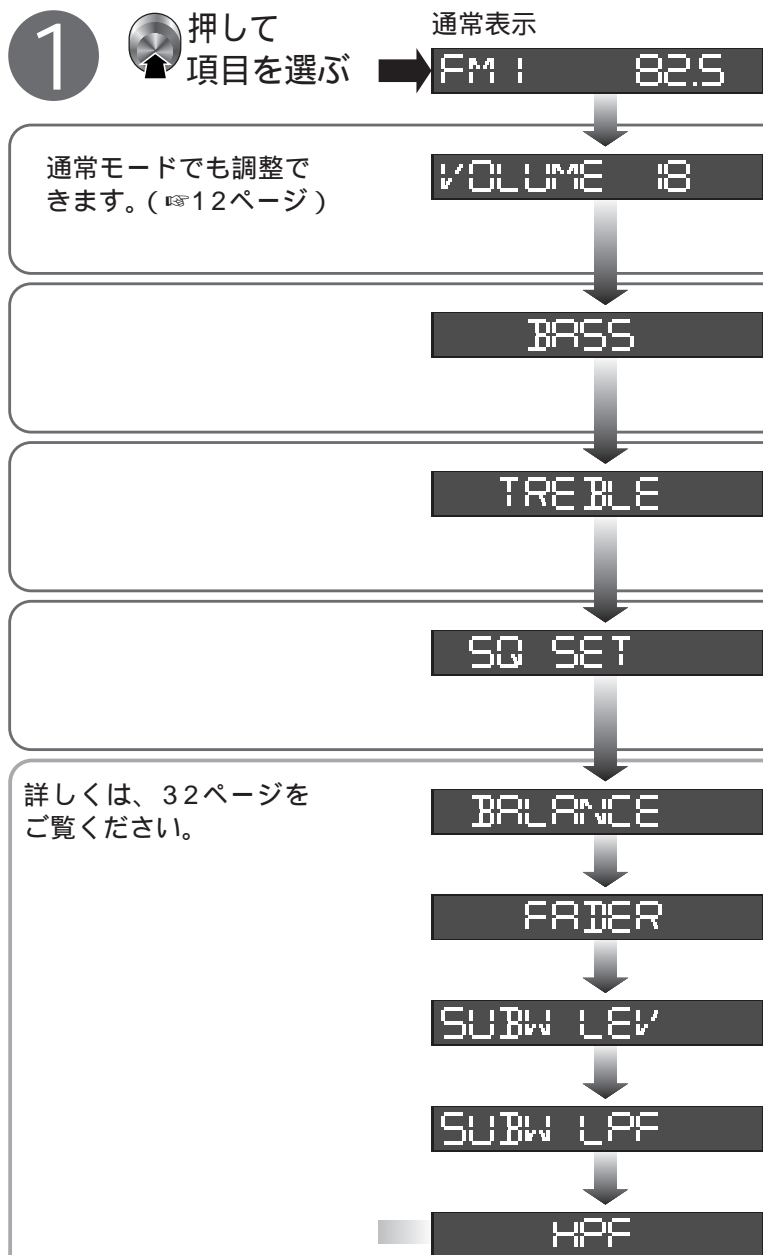 1
押して
項目を選ぶ
通常表示
FM 1 82.5
通常モードでも調整で
きます。(☞12ページ)
VOLUME 18
BASS
TREBLE
SQ SET
詳しくは、32ページを
ご覧ください。
BALANCE
FADER
SUBW LEV
SUBW LPF
HPF